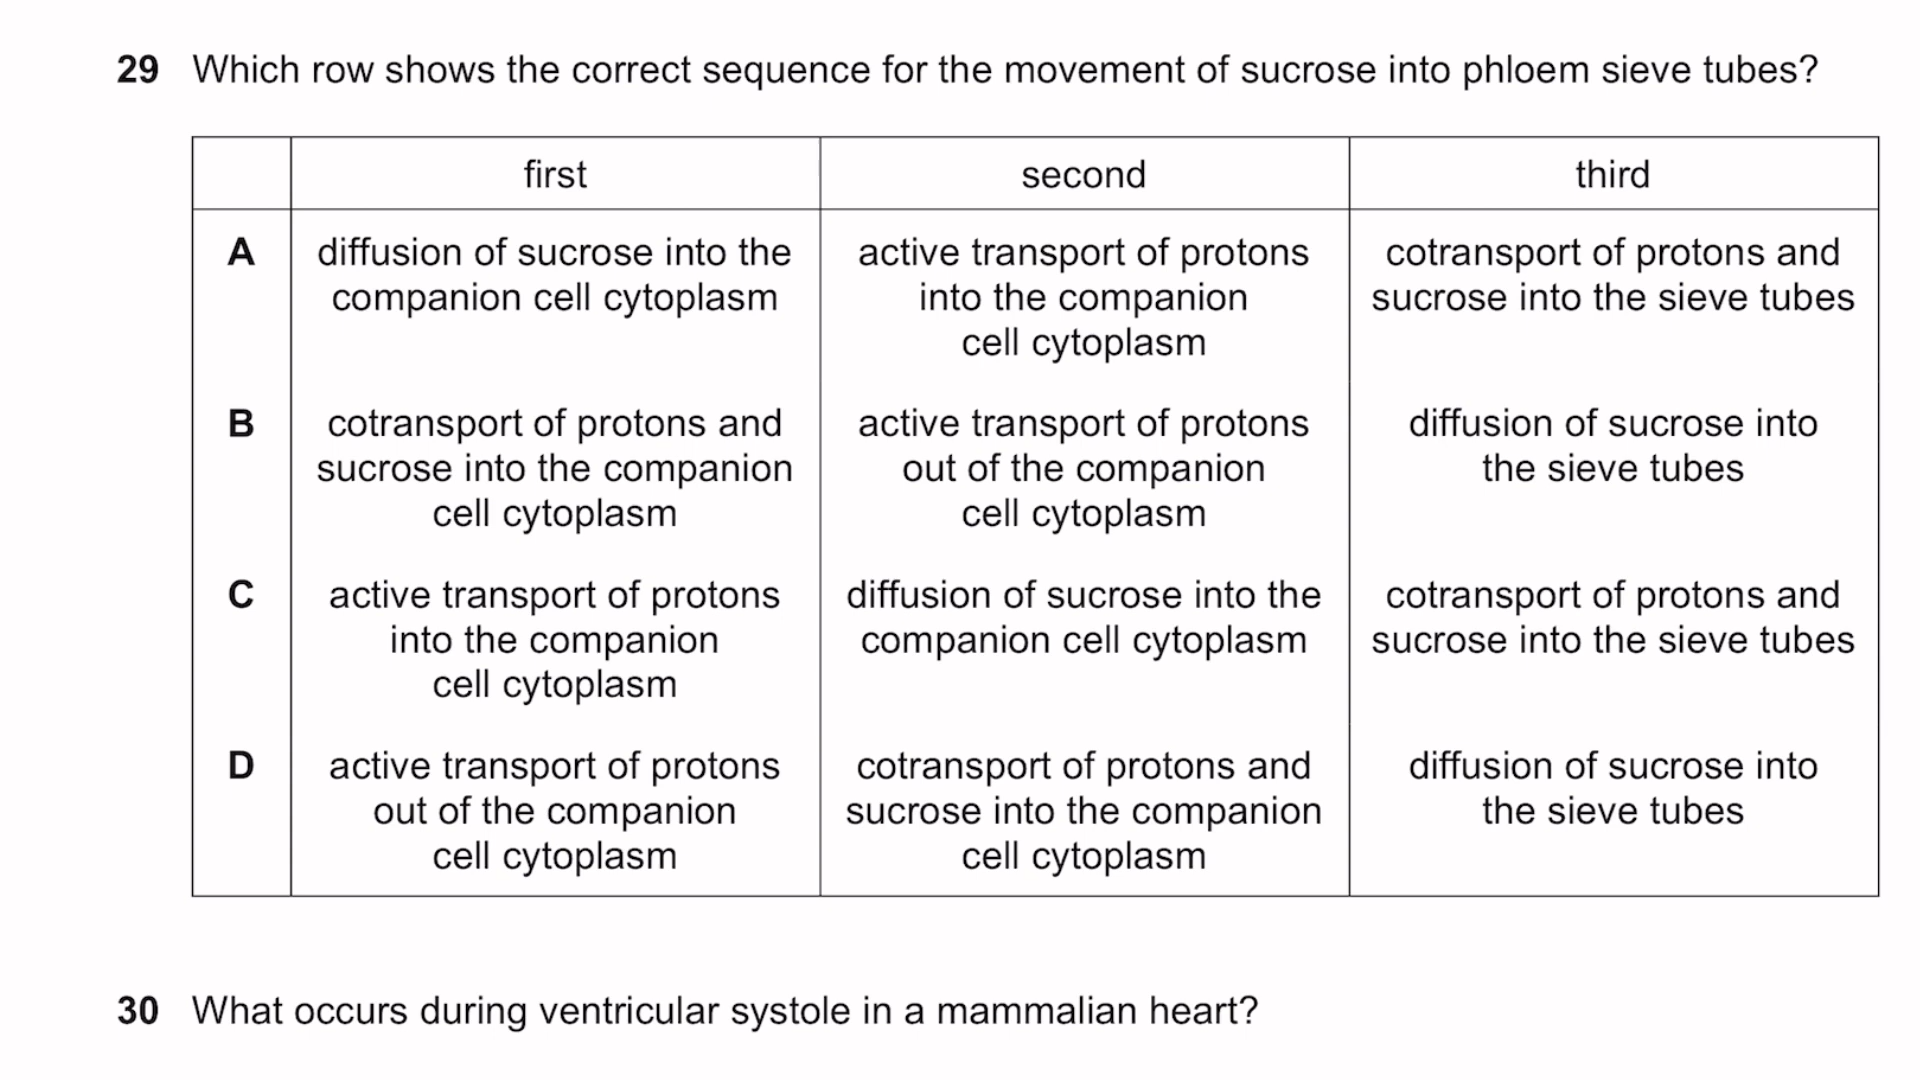 29 Which row shows the correct sequence for the movement of sucrose into phloem sieve tubes?
first second third
A diffusion of sucrose into the companion cell cytoplasm active transport of protons into the companion cell cytoplasm cotransport of protons and sucrose into the sieve tubes
B cotransport of protons and sucrose into the companion cell cytoplasm active transport of protons out of the companion cell cytoplasm diffusion of sucrose into the sieve tubes
C active transport of protons into the companion cell cytoplasm diffusion of sucrose into the companion cell cytoplasm cotransport of protons and sucrose into the sieve tubes
D active transport of protons out of the companion cell cytoplasm cotransport of protons and sucrose into the companion cell cytoplasm diffusion of sucrose into the sieve tubes
30 What occurs during ventricular systole in a mammalian heart?